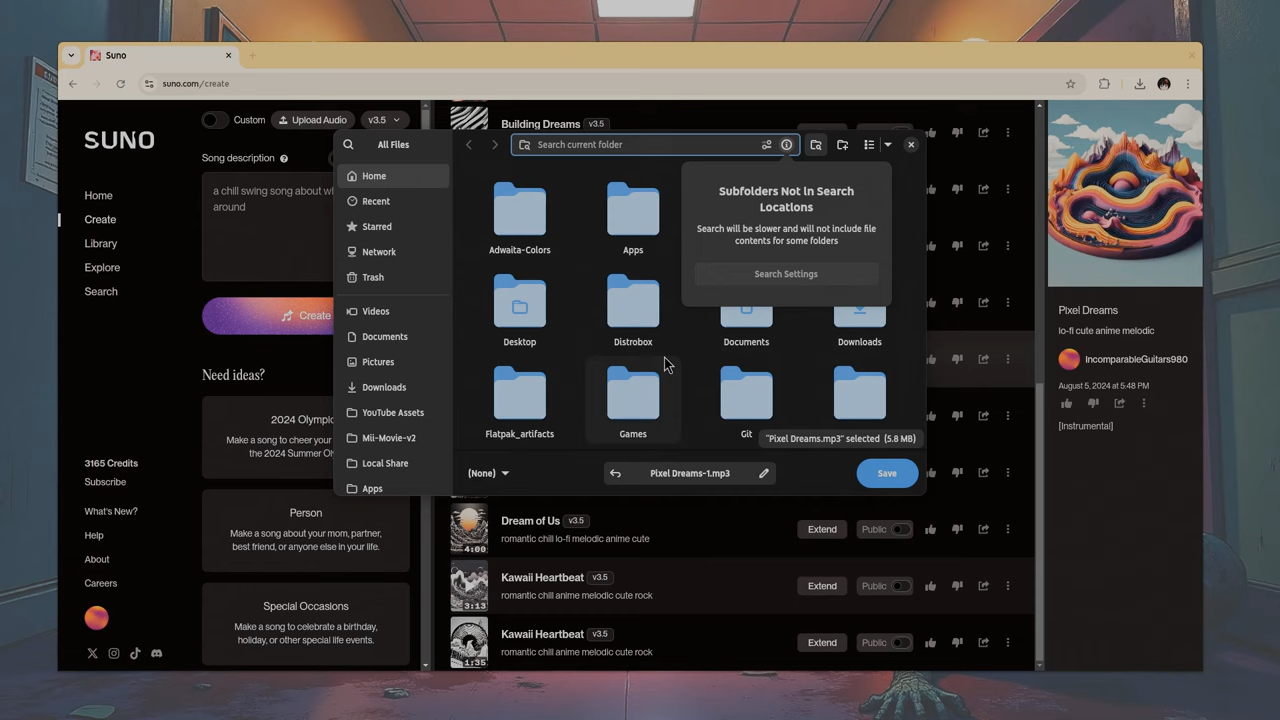 Suno
suno.com/create
SUNO
Home
Create
Library
Explore
Search
3165 Credits
Subscribe
What's New?
Help
About
Careers
Custom
Upload Audio
v3.5
Song description
a chill swing song about wh
around
Create
Need ideas?
2024 Olympic
Make a song to cheer your
the 2024 Summer Ol
Person
Make a song about your mom, partner,
best friend, or anyone else in your life.
Special Occasions
Make a song to celebrate a birthday,
holiday, or other special life events.
Building Dreams v3.5
All Files
Search current folder
Home
Recent
Starred
Network
Trash
Videos
Documents
Pictures
Downloads
YouTube Assets
Mii-Movie-v2
Local Share
Apps
Adwaita-Colors
Apps
Desktop
Distrobox
Documents
Downloads
Flatpak_artifacts
Games
Git
Subfolders Not In Search
Locations
Search will be slower and will not include file
contents for some folders
Search Settings
"Pixel Dreams.mp3" selected (5.8 MB)
(None)
Pixel Dreams-1.mp3
Save
4:00
Dream of Us v3.5
romantic chill lo-fi melodic anime cute
Extend
Public
3:13
Kawaii Heartbeat v3.5
romantic chill anime melodic cute rock
Extend
Public
1:35
Kawaii Heartbeat v3.5
romantic chill anime melodic cute rock
Extend
Public
Pixel Dreams
lo-fi cute anime melodic
IncomparableGuitars980
August 5, 2024 at 5:48 PM
[Instrumental]